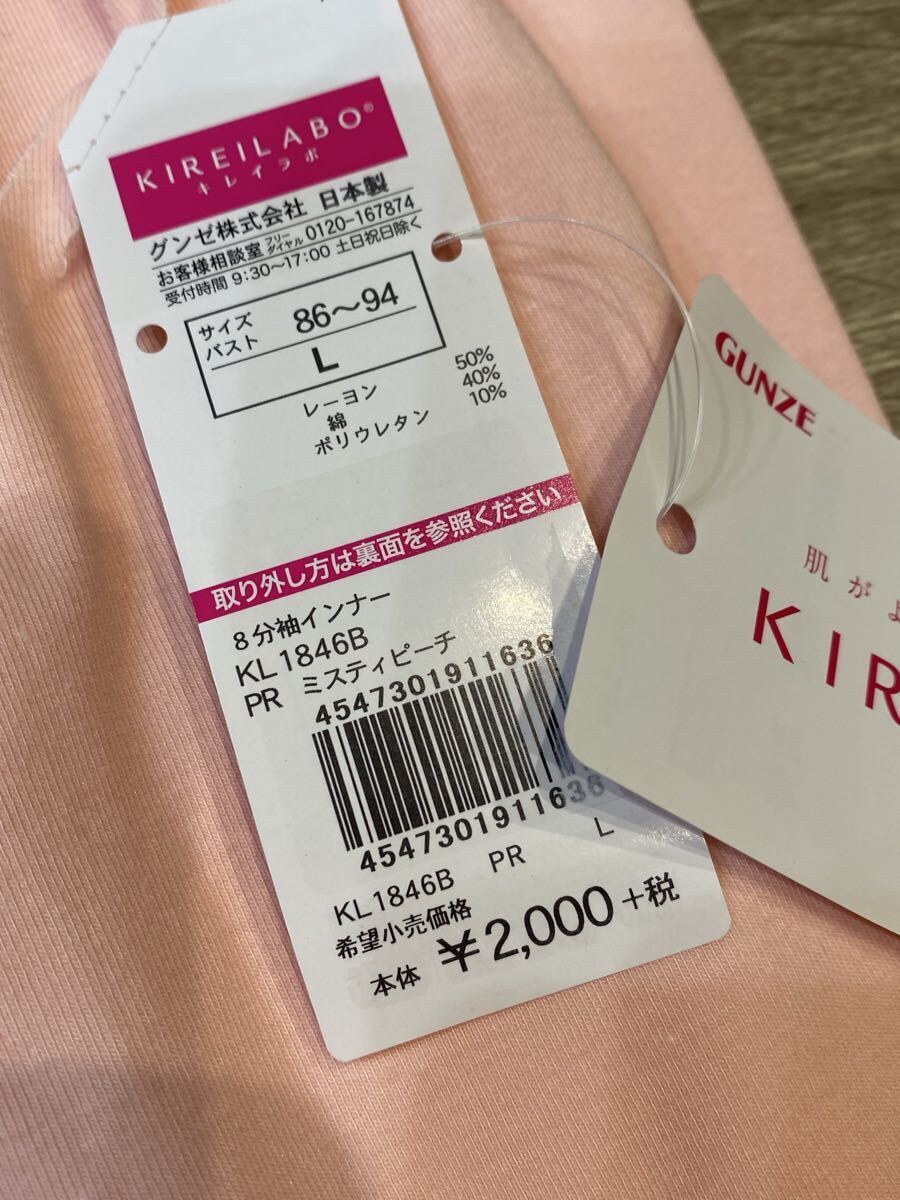 KIREILABO®
キレイラボ
グンゼ株式会社 日本製
お客様相談室 フリーダイヤル 0120-167874
受付時間 9:30~17:00 土日祝日除く
サイズ
バスト 86~94
L
レーヨン 50%
綿 40%
ポリウレタン 10%
取り外し方は裏面を参照ください
8分袖インナー
KL1846B
PR ミスティピーチ
4547301911636
4547301911636
KL1846B PR L
希望小売価格
本体 ¥2,000+税
GUNZE
肌がよ
KIR